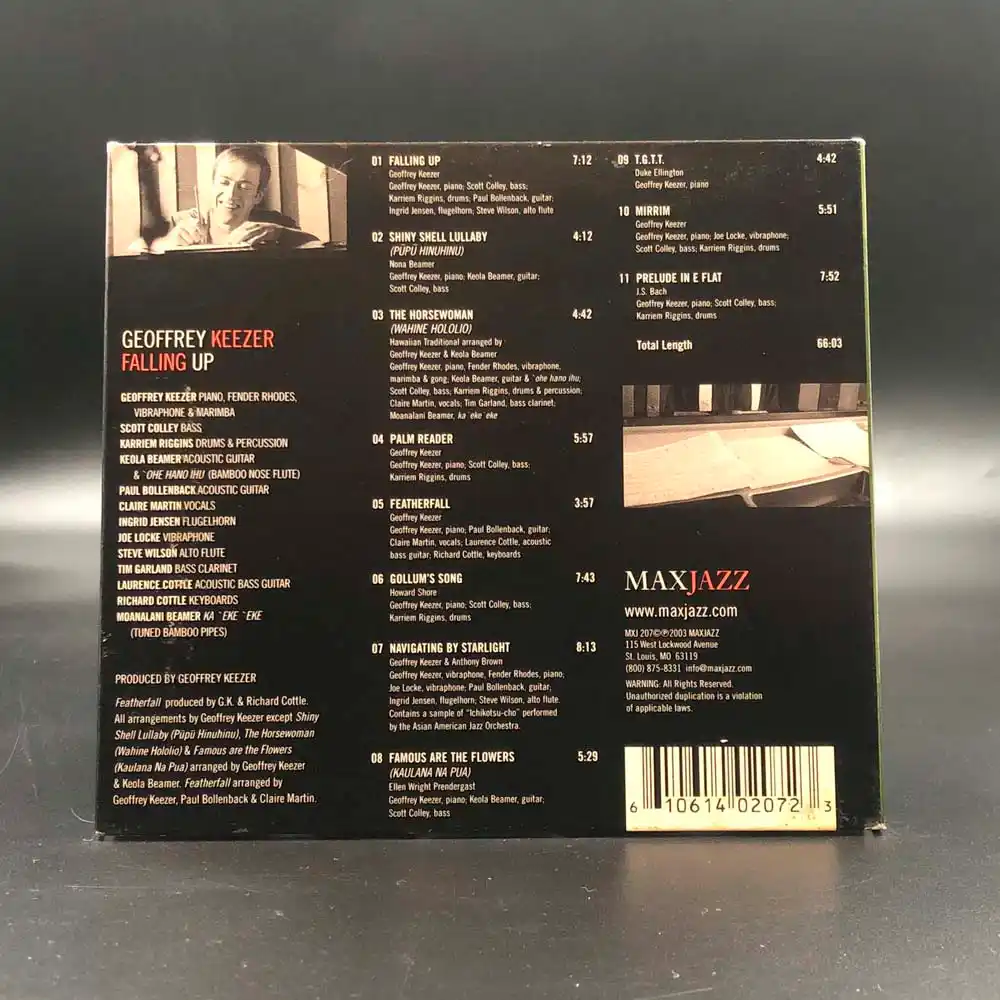 GEOFFREY KEEZER
FALLING UP
GEOFFREY KEEZER PIANO, FENDER RHODES,
VIBRAPHONE & MARIMBA
SCOTT COLLEY BASS
KARRIEM RIGGINS DRUMS & PERCUSSION
KEOLA BEAMER ACOUSTIC GUITAR
& `OHE HANO IHU (BAMBOO NOSE FLUTE)
PAUL BOLLENBACK ACOUSTIC GUITAR
CLAIRE MARTIN VOCALS
INGRID JENSEN FLUGELHORN
JOE LOCKE VIBRAPHONE
STEVE WILSON ALTO FLUTE
TIM GARLAND BASS CLARINET
LAURENCE COTTLE ACOUSTIC BASS GUITAR
RICHARD COTTLE KEYBOARDS
MOANALANI BEAMER KA `EKE `EKE
(TUNED BAMBOO PIPES)
PRODUCED BY GEOFFREY KEEZER
Featherfall produced by G.K. & Richard Cottle.
All arrangements by Geoffrey Keezer except Shiny
Shell Lullaby (Pūpū Hinuhinu), The Horsewoman
(Wahine Hololio) & Famous are the Flowers
(Kaulana Na Pua) arranged by Geoffrey Keezer
& Keola Beamer. Featherfall arranged by
Geoffrey Keezer, Paul Bollenback & Claire Martin.
01 FALLING UP 7:12
Geoffrey Keezer
Geoffrey Keezer, piano; Scott Colley, bass;
Karriem Riggins, drums; Paul Bollenback, guitar;
Ingrid Jensen, flugelhorn; Steve Wilson, alto flute
02 SHINY SHELL LULLABY 4:12
(PŪPŪ HINUHINU)
Nona Beamer
Geoffrey Keezer, piano; Keola Beamer, guitar;
Scott Colley, bass
03 THE HORSEWOMAN 4:42
(WAHINE HOLOLIO)
Hawaiian Traditional arranged by
Geoffrey Keezer & Keola Beamer
Geoffrey Keezer, piano, Fender Rhodes, vibraphone,
marimba & gong, Keola Beamer, guitar & `ohe hano ihu;
Scott Colley, bass; Karriem Riggins, drums & percussion;
Claire Martin, vocals; Tim Garland, bass clarinet;
Moanalani Beamer, ka `eke `eke
04 PALM READER 5:57
Geoffrey Keezer
Geoffrey Keezer, piano; Scott Colley, bass;
Karriem Riggins, drums
05 FEATHERFALL 3:57
Geoffrey Keezer
Geoffrey Keezer, piano; Paul Bollenback, guitar;
Claire Martin, vocals; Laurence Cottle, acoustic
bass guitar; Richard Cottle, keyboards
06 GOLLUM'S SONG 7:43
Howard Shore
Geoffrey Keezer, piano; Scott Colley, bass;
Karriem Riggins, drums
07 NAVIGATING BY STARLIGHT 8:13
Geoffrey Keezer & Anthony Brown
Geoffrey Keezer, vibraphone, Fender Rhodes, piano;
Joe Locke, vibraphone; Paul Bollenback, guitar;
Ingrid Jensen, flugelhorn; Steve Wilson, alto flute.
Contains a sample of "Ichikotsu-cho" performed
by the Asian American Jazz Orchestra.
08 FAMOUS ARE THE FLOWERS 5:29
(KAULANA NA PUA)
Ellen Wright Prendergast
Geoffrey Keezer, piano; Keola Beamer, guitar;
Scott Colley, bass
09 T.G.T.T. 4:42
Duke Ellington
Geoffrey Keezer, piano
10 MIRRIM 5:51
Geoffrey Keezer
Geoffrey Keezer, piano; Joe Locke, vibraphone;
Scott Colley, bass; Karriem Riggins, drums
11 PRELUDE IN E FLAT 7:52
J.S. Bach
Geoffrey Keezer, piano; Scott Colley, bass;
Karriem Riggins, drums
Total Length 66:03
MAXJAZZ
www.maxjazz.com
MXJ 207©℗2003 MAXJAZZ
115 West Lockwood Avenue
St. Louis, MO 63119
(800) 875-8331 info@maxjazz.com
WARNING: All Rights Reserved.
Unauthorized duplication is a violation
of applicable laws.
6 10614 02072 3